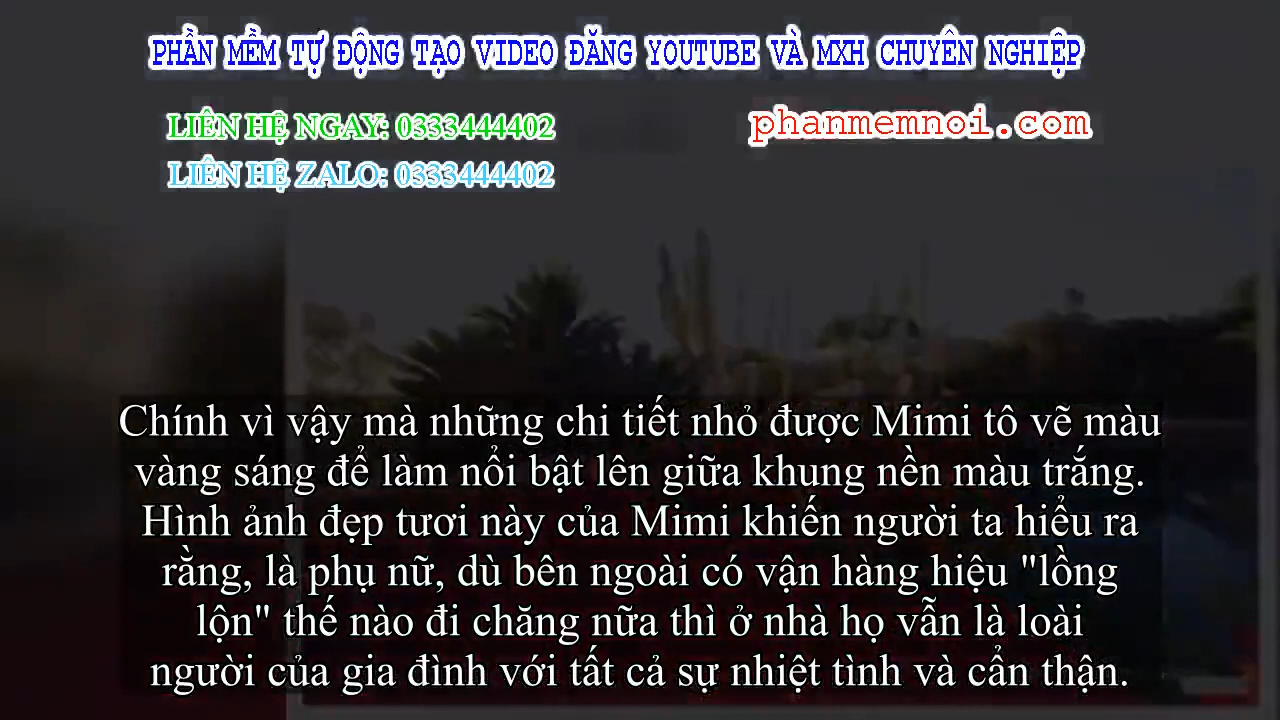 PHẦN MỀM TỰ ĐỘNG TẠO VIDEO ĐĂNG YOUTUBE VÀ MXH CHUYÊN NGHIỆP
LIÊN HỆ NGAY: 0333444402
phanmemnoi.com
LIÊN HỆ ZALO: 0333444402
Chính vì vậy mà những chi tiết nhỏ được Mimi tô vẽ màu
vàng sáng để làm nổi bật lên giữa khung nền màu trắng.
Hình ảnh đẹp tươi này của Mimi khiến người ta hiểu ra
rằng, là phụ nữ, dù bên ngoài có vận hàng hiệu "lồng
lộn" thế nào đi chăng nữa thì ở nhà họ vẫn là loài
người của gia đình với tất cả sự nhiệt tình và cẩn thận.